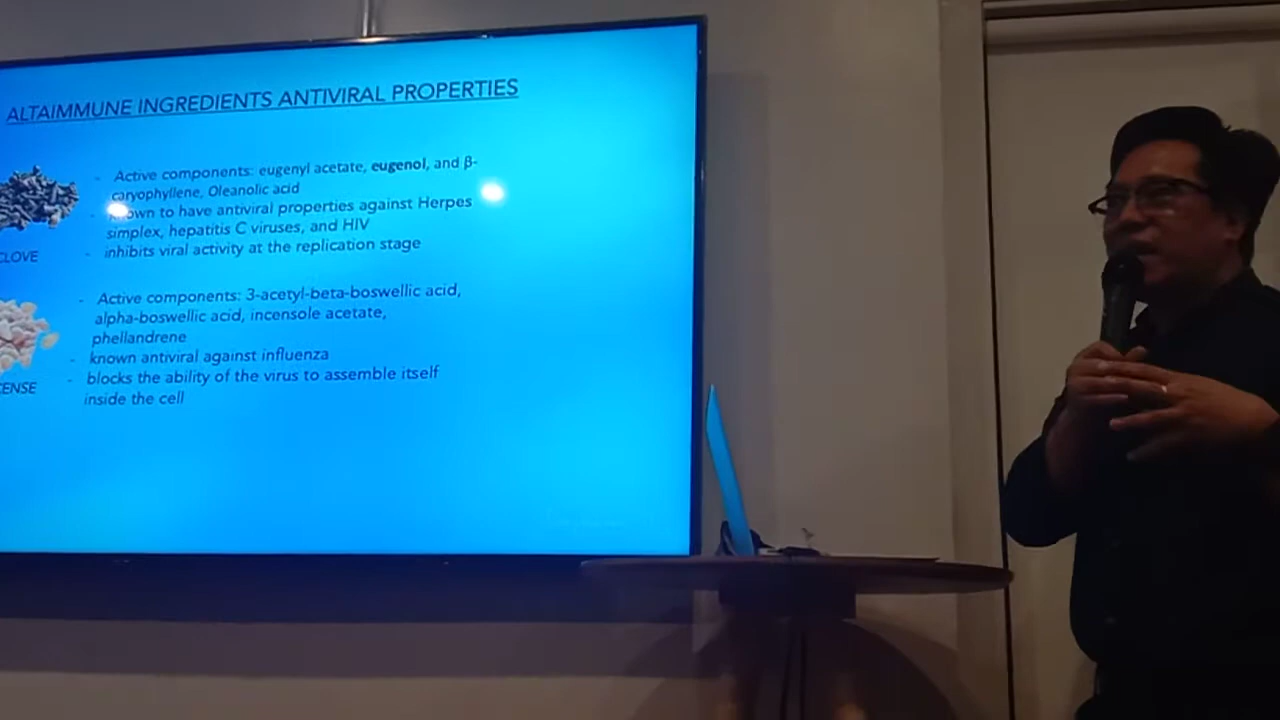 ALTAIMMUNE INGREDIENTS ANTIVIRAL PROPERTIES
- Active components: eugenyl acetate, eugenol, and β-
caryophyllene, Oleanolic acid
- known to have antiviral properties against Herpes
simplex, hepatitis C viruses, and HIV
- inhibits viral activity at the replication stage
CLOVE
- Active components: 3-acetyl-beta-boswellic acid,
alpha-boswellic acid, incensole acetate,
phellandrene
- known antiviral against influenza
- blocks the ability of the virus to assemble itself
inside the cell